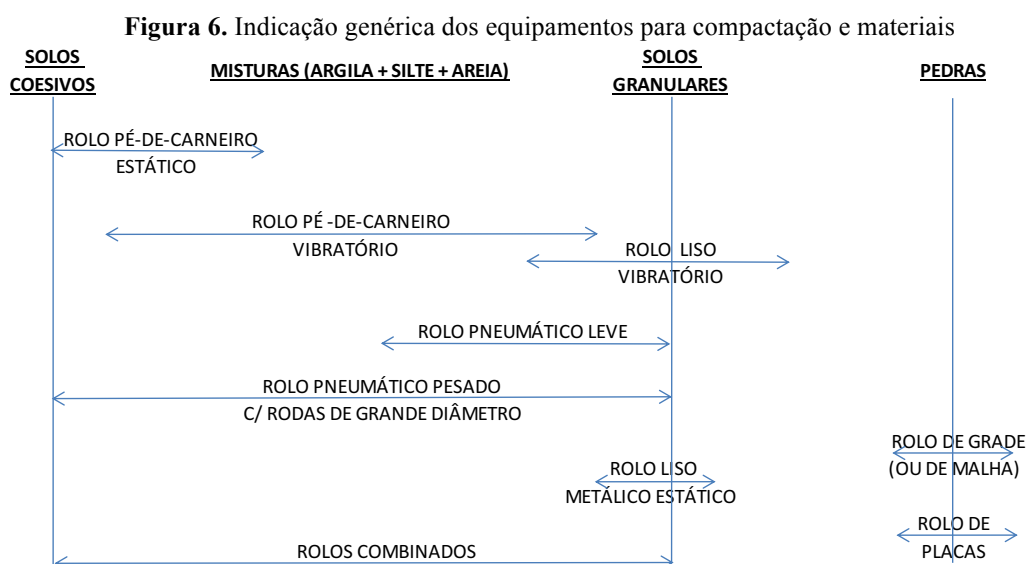 Figura 6. Indicação genérica dos equipamentos para compactação e materiais
SOLOS
COESIVOS
MISTURAS (ARGILA + SILTE + AREIA)
SOLOS
GRANULARES
PEDRAS
ROLO PÉ-DE-CARNEIRO
ESTÁTICO
ROLO PÉ -DE-CARNEIRO
VIBRATÓRIO
ROLO LISO
VIBRATÓRIO
ROLO PNEUMÁTICO LEVE
ROLO PNEUMÁTICO PESADO
C/ RODAS DE GRANDE DIÂMETRO
ROLO DE GRADE
(OU DE MALHA)
ROLO LISO
METÁLICO ESTÁTICO
ROLO DE
PLACAS
ROLOS COMBINADOS